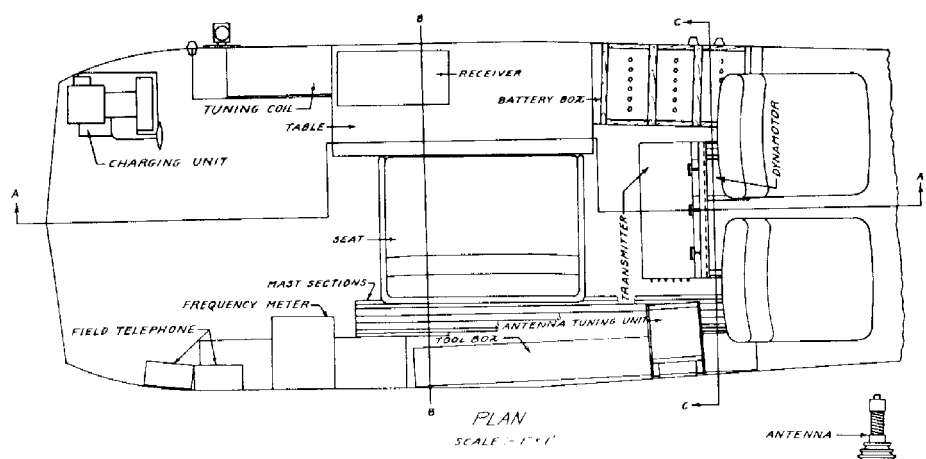 B
C
RECEIVER
BATTERY BOX
TUNING COIL
TABLE
CHARGING UNIT
DYNAMOTOR
A
A
TRANSMITTER
SEAT
MAST SECTIONS
FREQUENCY METER
FIELD TELEPHONE
ANTENNA TUNING UNIT
TOOL BOX
B
C
PLAN
SCALE
ANTENNA